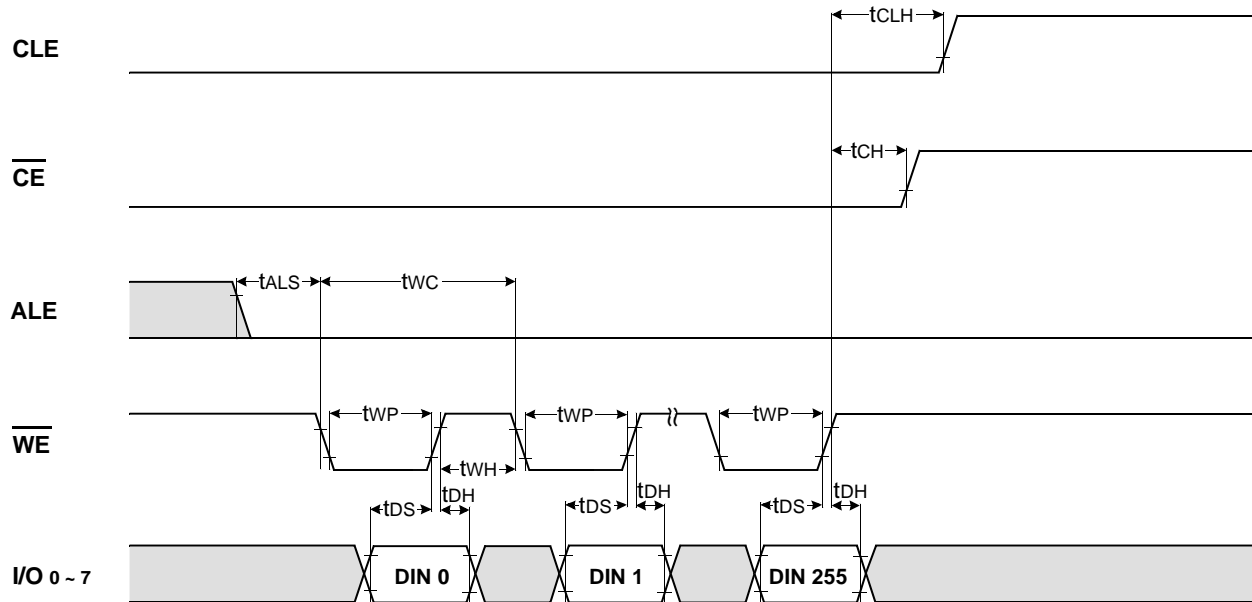 tCLH
CLE
tCH
CE
tALS
tWC
ALE
tWP
tWP
tWP
WE
tWH
tDS
tDH
tDS
tDH
tDS
tDH
I/O 0 ~ 7
DIN 0
DIN 1
DIN 255